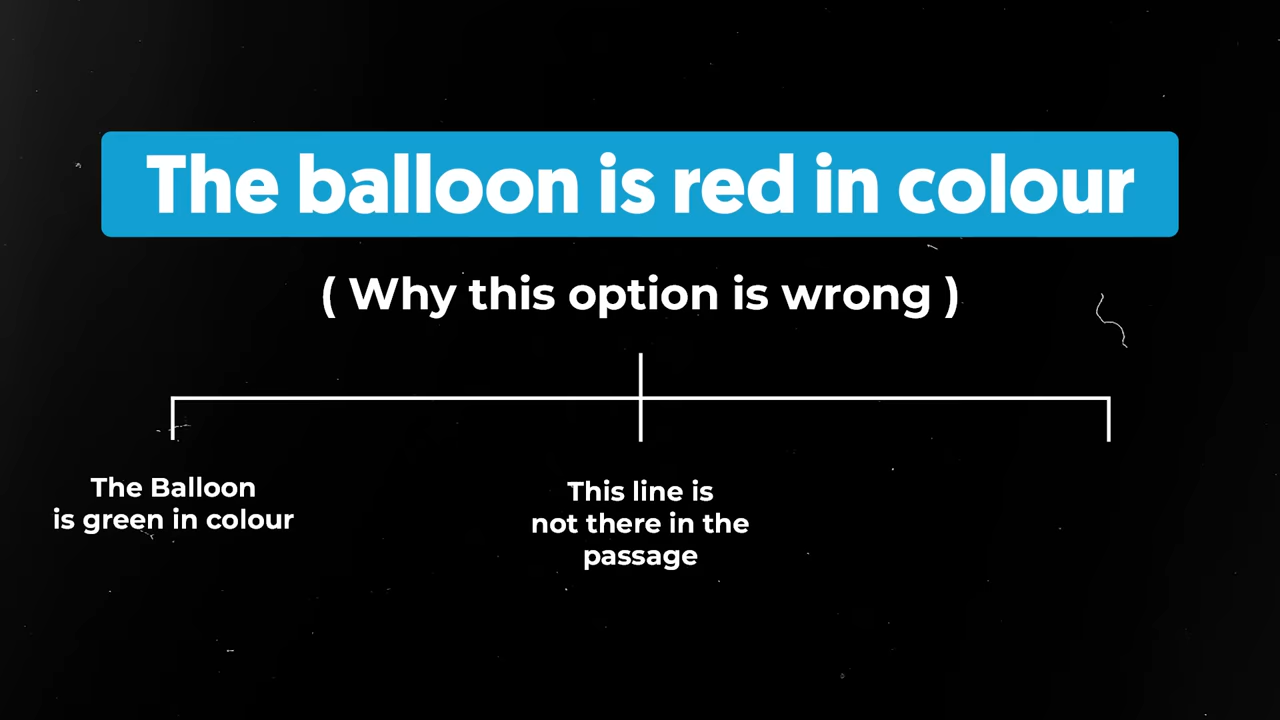 The balloon is red in colour
( Why this option is wrong )
The Balloon
is green in colour
This line is
not there in the
passage